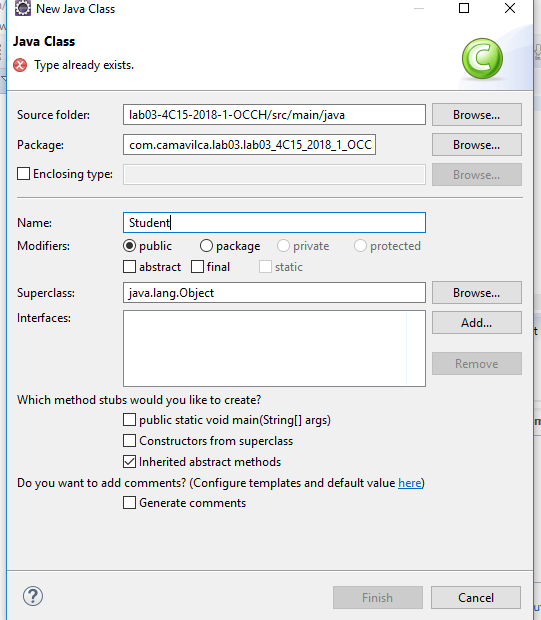 New Java Class
Java Class
Type already exists.
Source folder: lab03-4C15-2018-1-OCCH/src/main/java Browse...
Package: com.camavilca.lab03.lab03_4C15_2018_1_OCC Browse...
Enclosing type: Browse...
Name: Student
Modifiers: public package private protected
abstract final static
Superclass: java.lang.Object Browse...
Interfaces: Add...
Remove
Which method stubs would you like to create?
public static void main(String[] args)
Constructors from superclass
Inherited abstract methods
Do you want to add comments? (Configure templates and default value here)
Generate comments
? Finish Cancel